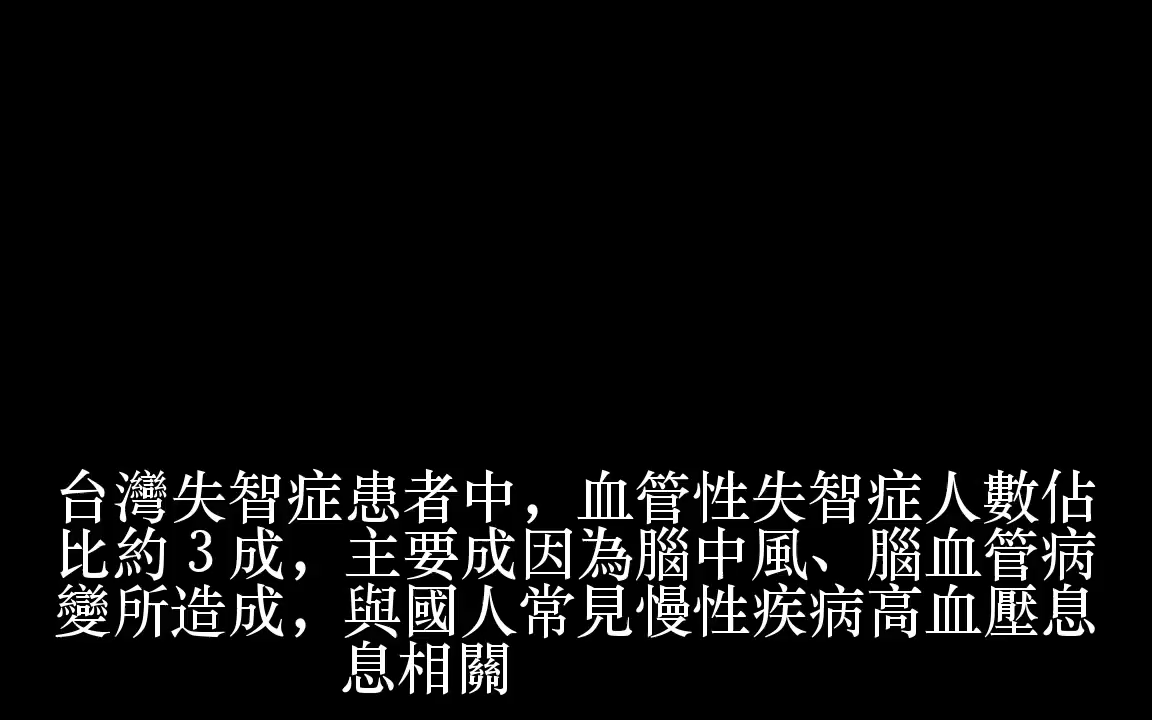 台灣失智症患者中，血管性失智症人數佔
比約３成，主要成因為腦中風、腦血管病
變所造成，與國人常見慢性疾病高血壓息
息相關